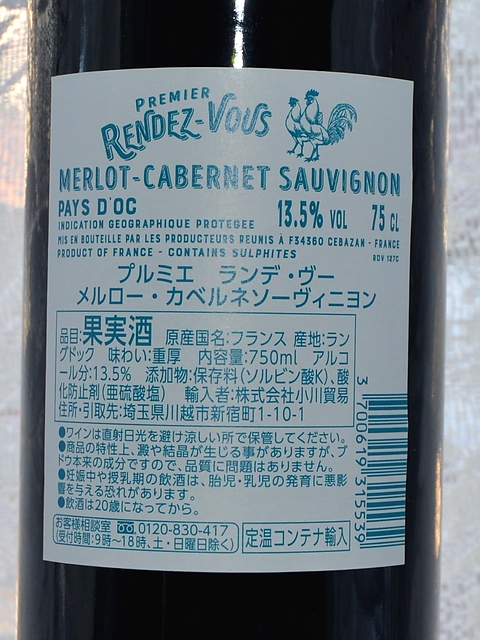 PREMIER
RENDEZ-VOUS
MERLOT-CABERNET SAUVIGNON
PAYS D'OC 13.5% VOL 75 CL
INDICATION GEOGRAPHIQUE PROTEGEE
MIS EN BOUTEILLE PAR LES PRODUCTEURS REUNIS À F34360 CEBAZAN - FRANCE
PRODUCT OF FRANCE - CONTAINS SULPHITES RDV 127C
プルミエ ランデ・ヴー
メルロー・カベルネソーヴィニヨン
品目:果実酒 原産国名:フランス 産地:ラン
グドック 味わい:重厚 内容量:750ml アルコ
ール分:13.5% 添加物:保存料(ソルビン酸K)、酸
化防止剤(亜硫酸塩) 輸入者:株式会社小川貿易
住所・引取先:埼玉県川越市新宿町1-10-1
●ワインは直射日光を避け涼しい所で保管してください。
●商品の特性上、澱や結晶が生じる事がありますが、ブ
ドウ本来の成分ですので、品質に問題はありません。
●妊娠中や授乳期の飲酒は、胎児・乳児の発育に悪影
響を与える恐れがあります。
●飲酒は20歳になってから。
お客様相談室 0120-830-417
(受付時間:9時〜18時、土・日曜日除く)
定温コンテナ輸入
3 700619 315539